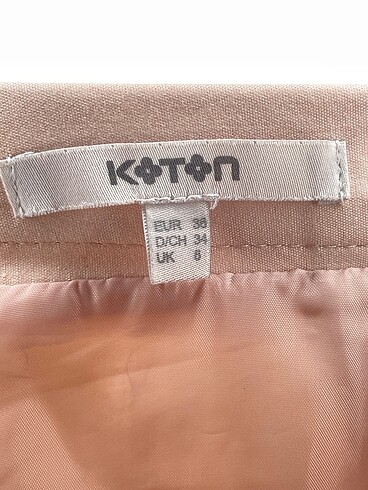 KOTON
EUR 36
D/CH 34
UK 8